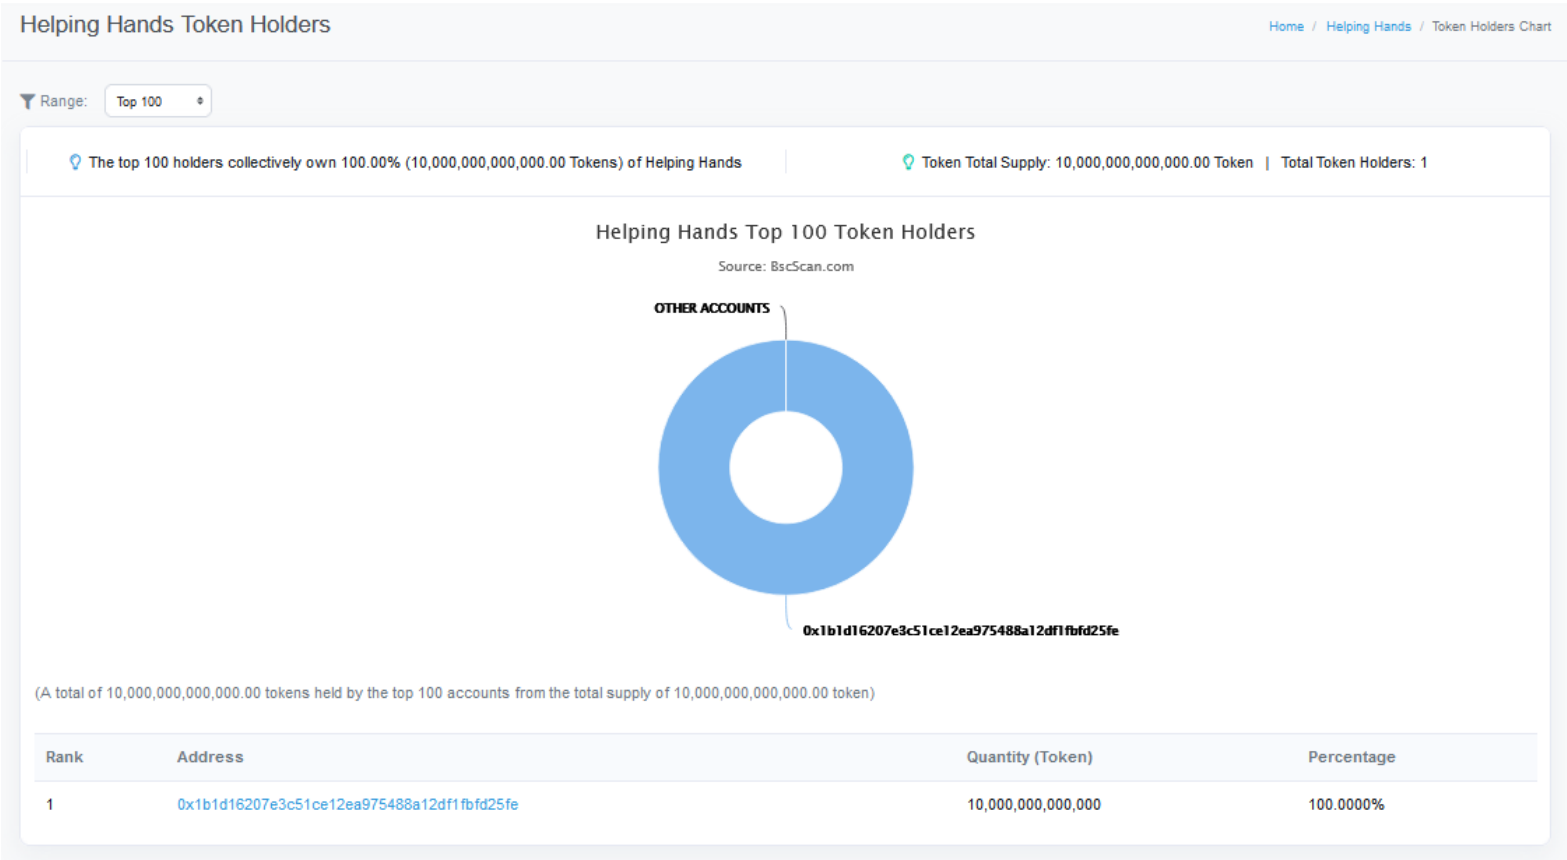 Helping Hands Token Holders
Home / Helping Hands / Token Holders Chart
Range: Top 100
The top 100 holders collectively own 100.00% (10,000,000,000,000.00 Tokens) of Helping Hands
Token Total Supply: 10,000,000,000,000.00 Token | Total Token Holders: 1
Helping Hands Top 100 Token Holders
Source: BscScan.com
OTHER ACCOUNTS
0x1b1d16207e3c51ce12ea975488a12df1fbfd25fe
(A total of 10,000,000,000,000.00 tokens held by the top 100 accounts from the total supply of 10,000,000,000,000.00 token)
Rank Address Quantity (Token) Percentage
1 0x1b1d16207e3c51ce12ea975488a12df1fbfd25fe 10,000,000,000,000 100.0000%